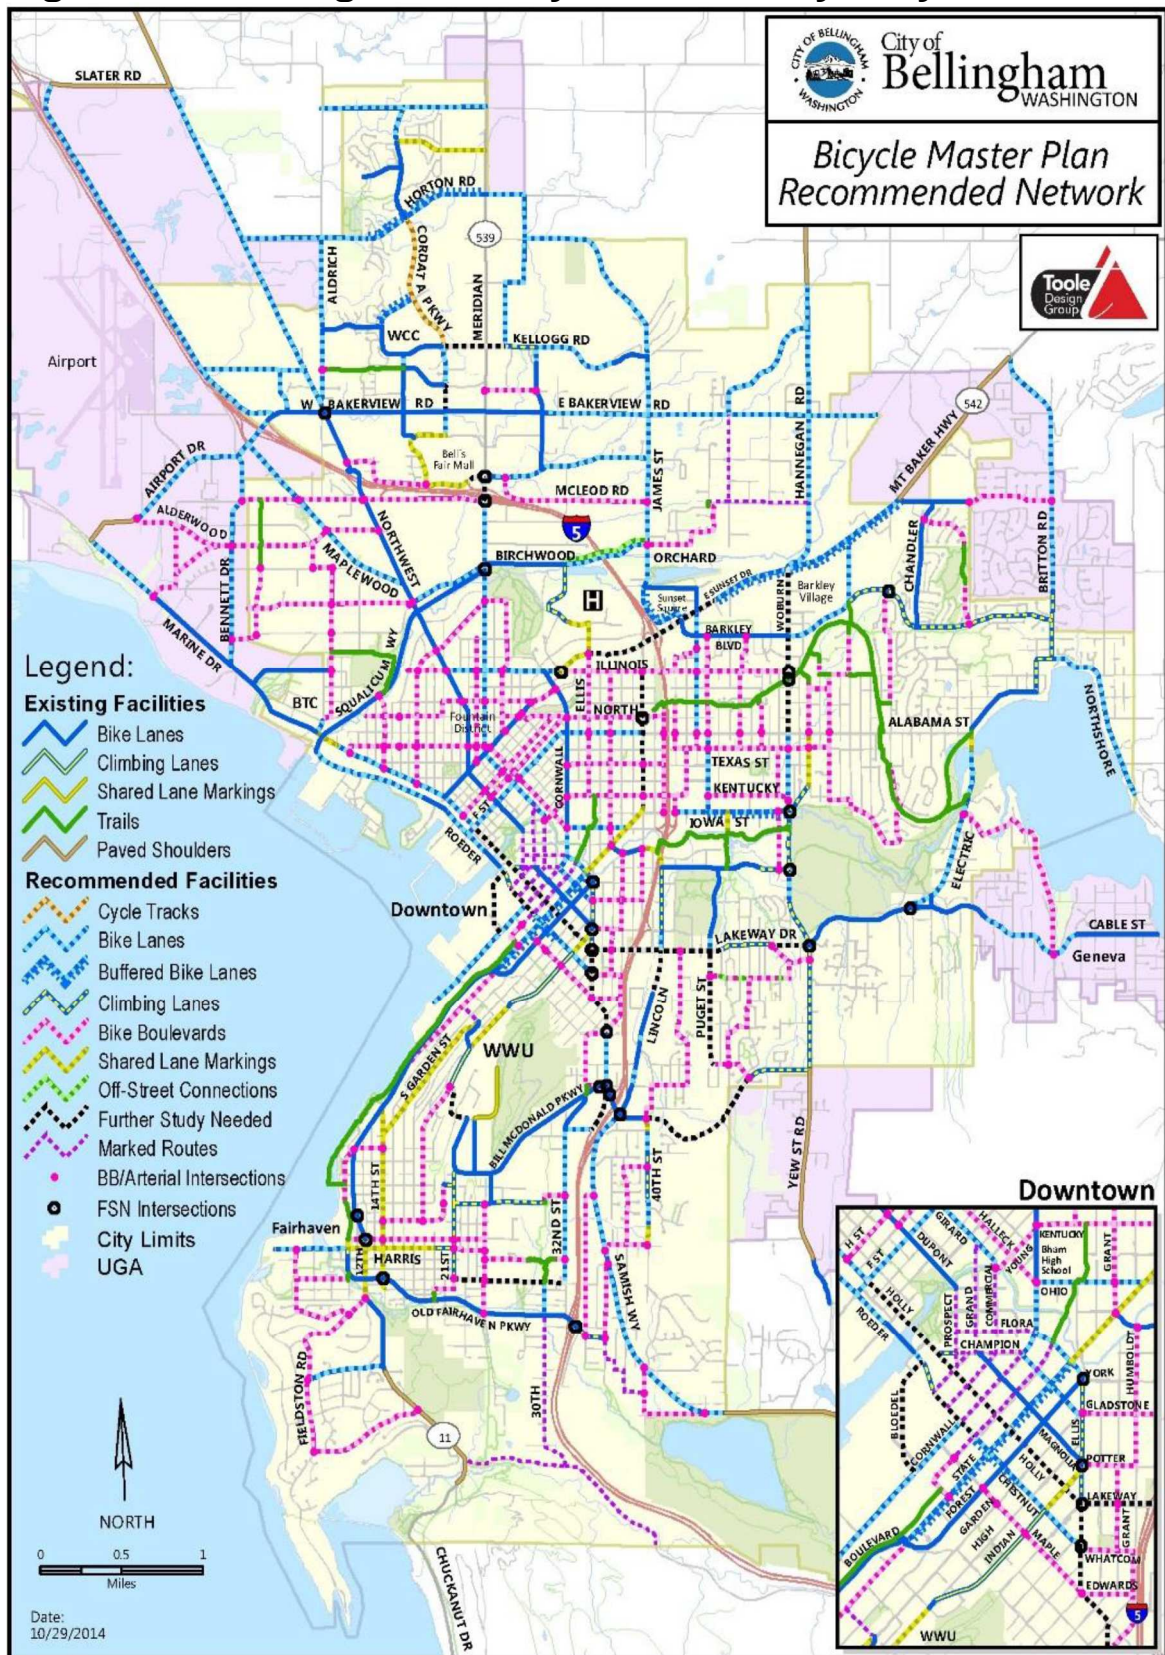 CITY OF BELLINGHAM
WASHINGTON
City of
Bellingham
WASHINGTON
Bicycle Master Plan
Recommended Network
Toole
Design
Group
SLATER RD
HORTON RD
539
CORDATA PKWY
ALDRICH
MERIDIAN
WCC
KELLOGG RD
Airport
W BAKERVIEW RD
E BAKERVIEW RD
HANNEGAN RD
542
MT BAKER HWY
AIRPORT DR
Bellis
Fair Mall
MCLEOD RD
JAMES ST
ALDERWOOD
NORTHWEST
5
BIRCHWOOD
ORCHARD
MAPLEWOOD
BENNETT DR
CHANDLER
BRITTON RD
E SUNSET DR
H
Sunset
Square
WOBURN
Barkley
Village
MARINE DR
BARKLEY
BLVD
SQUALICUM WY
ILLINOIS
BTC
ELLIS
NORTH
Fountain
District
ALABAMA ST
NORTHSHORE
CORNWALL
TEXAS ST
KENTUCKY
F ST
IOWA ST
ROEDER
ELECTRIC
Downtown
LAKEWAY DR
CABLE ST
Geneva
LINCOLN
PUGET ST
S GARDEN ST
WWU
BILL MCDONALD PKWY
YEW ST RD
40TH ST
14TH ST
32ND ST
Fairhaven
12TH
HARRIS
21ST
SAMISH WY
OLD FAIRHAVEN PKWY
30TH
FIELDSTON RD
11
CHUCKANUT DR
Legend:
Existing Facilities
Bike Lanes
Climbing Lanes
Shared Lane Markings
Trails
Paved Shoulders
Recommended Facilities
Cycle Tracks
Bike Lanes
Buffered Bike Lanes
Climbing Lanes
Bike Boulevards
Shared Lane Markings
Off-Street Connections
Further Study Needed
Marked Routes
BB/Arterial Intersections
FSN Intersections
City Limits
UGA
NORTH
0 0.5 1
Miles
Date:
10/29/2014
Downtown
H ST
F ST
GIRARD
DUPONT
HALLECK
YOUNG
KENTUCKY
Bham
High
School
GRANT
OHIO
HOLLY
ROEDER
PROSPECT
GRAND
COMMERCIAL
FLORA
CHAMPION
HUMBOLDT
YORK
GLADSTONE
BLOEDEL
CORNWALL
MAGNOLIA
ELLIS
POTTER
HOLLY
STATE
CHESTNUT
LAKEWAY
FOREST
GARDEN
HIGH
INDIAN
MAPLE
GRANT
BOULEVARD
WHATCOM
EDWARDS
5
WWU